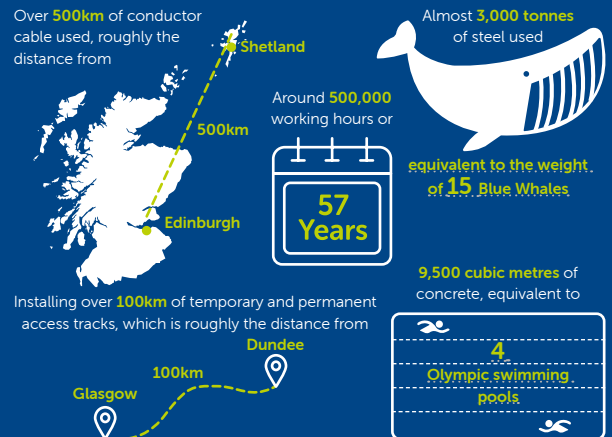 Over 500km of conductor
cable used, roughly the
distance from
Shetland
500km
Edinburgh
Around 500,000
working hours or
57
Years
Almost 3,000 tonnes
of steel used
equivalent to the weight
of 15 Blue Whales
Installing over 100km of temporary and permanent
access tracks, which is roughly the distance from
Dundee
100km
Glasgow
9,500 cubic metres of
concrete, equivalent to
4
Olympic swimming
pools